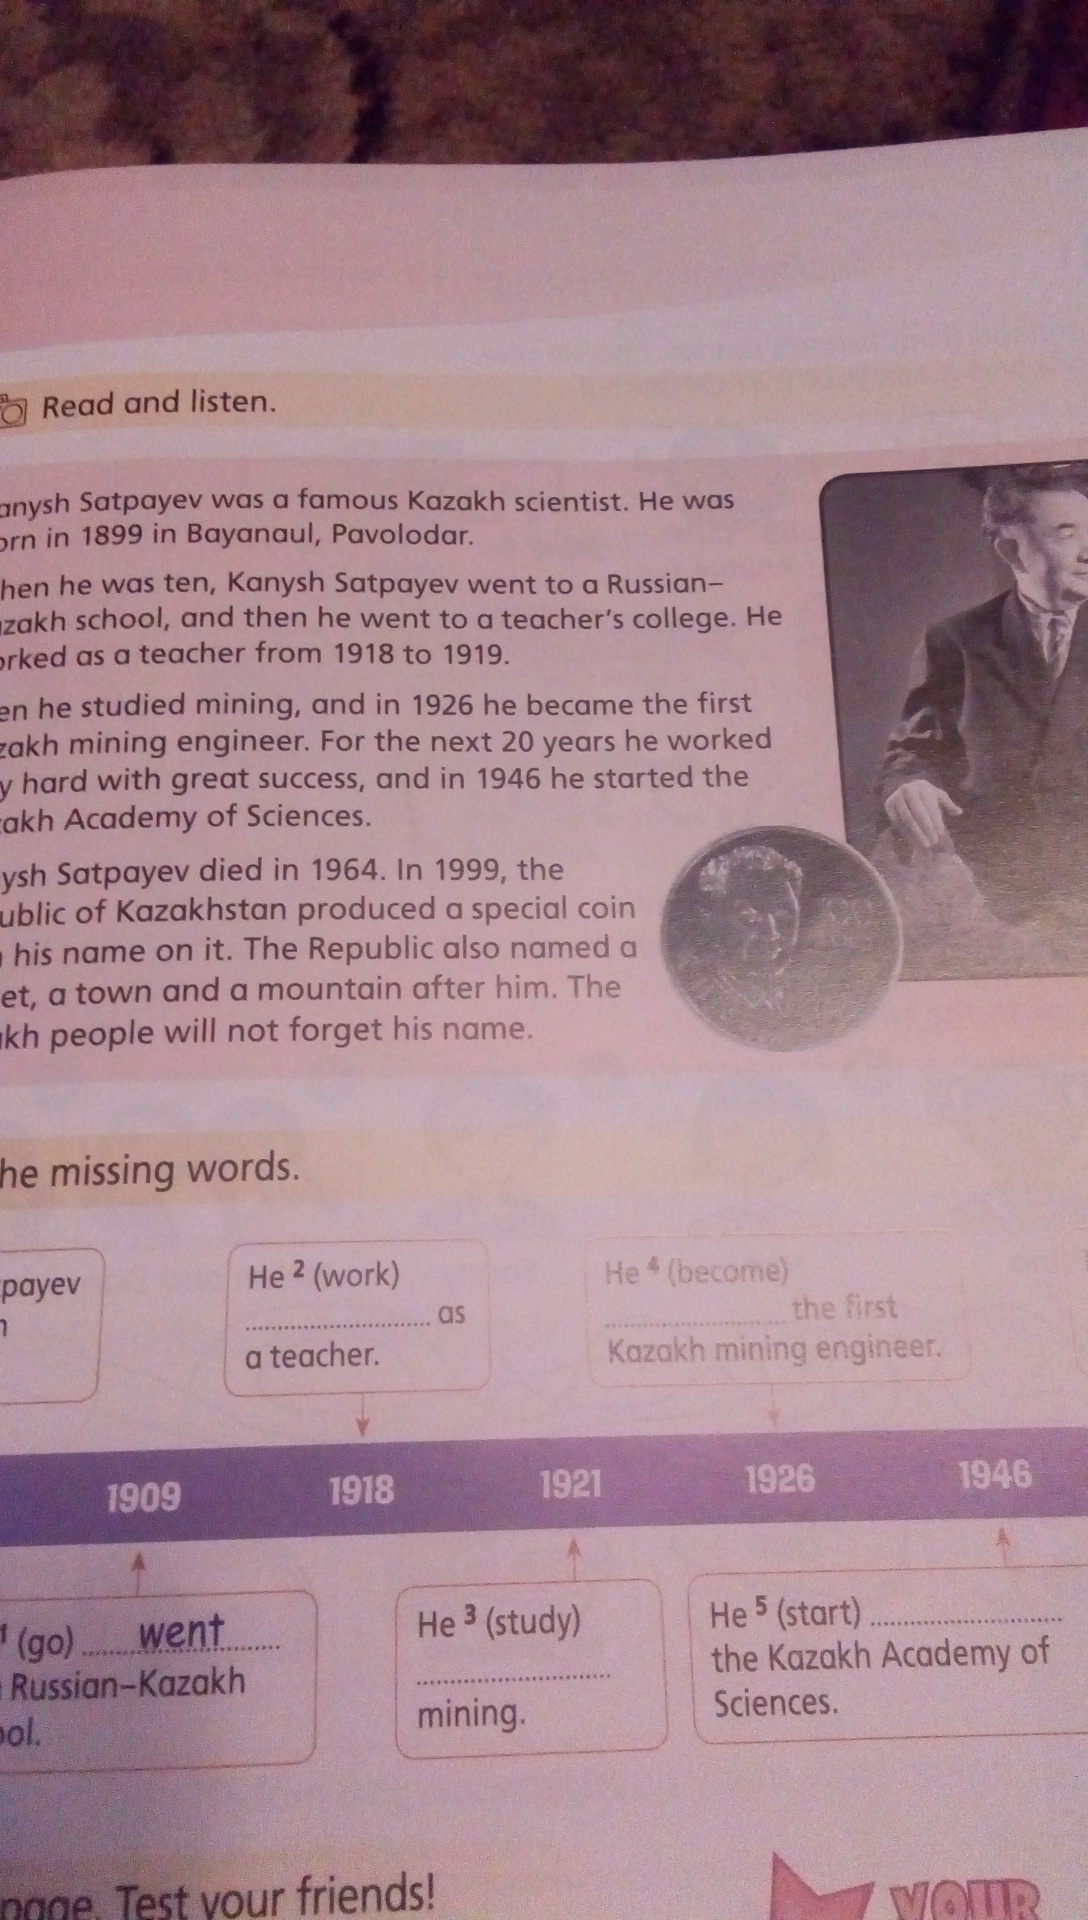 Read and listen.
anysh Satpayev was a famous Kazakh scientist. He was
orn in 1899 in Bayanaul, Pavolodar.
hen he was ten, Kanysh Satpayev went to a Russian–
zakh school, and then he went to a teacher's college. He
orked as a teacher from 1918 to 1919.
en he studied mining, and in 1926 he became the first
zakh mining engineer. For the next 20 years he worked
y hard with great success, and in 1946 he started the
akh Academy of Sciences.
ysh Satpayev died in 1964. In 1999, the
ublic of Kazakhstan produced a special coin
his name on it. The Republic also named a
et, a town and a mountain after him. The
akh people will not forget his name.
he missing words.
payev
He 2 (work)
.............................. as
a teacher.
He 4 (become)
.............................. the first
Kazakh mining engineer.
1909 1918 1921 1926 1946
1 (go) ......went......
Russian–Kazakh
ool.
He 3 (study)
..............................
mining.
He 5 (start) ..............................
the Kazakh Academy of
Sciences.
page. Test your friends!
YOUR